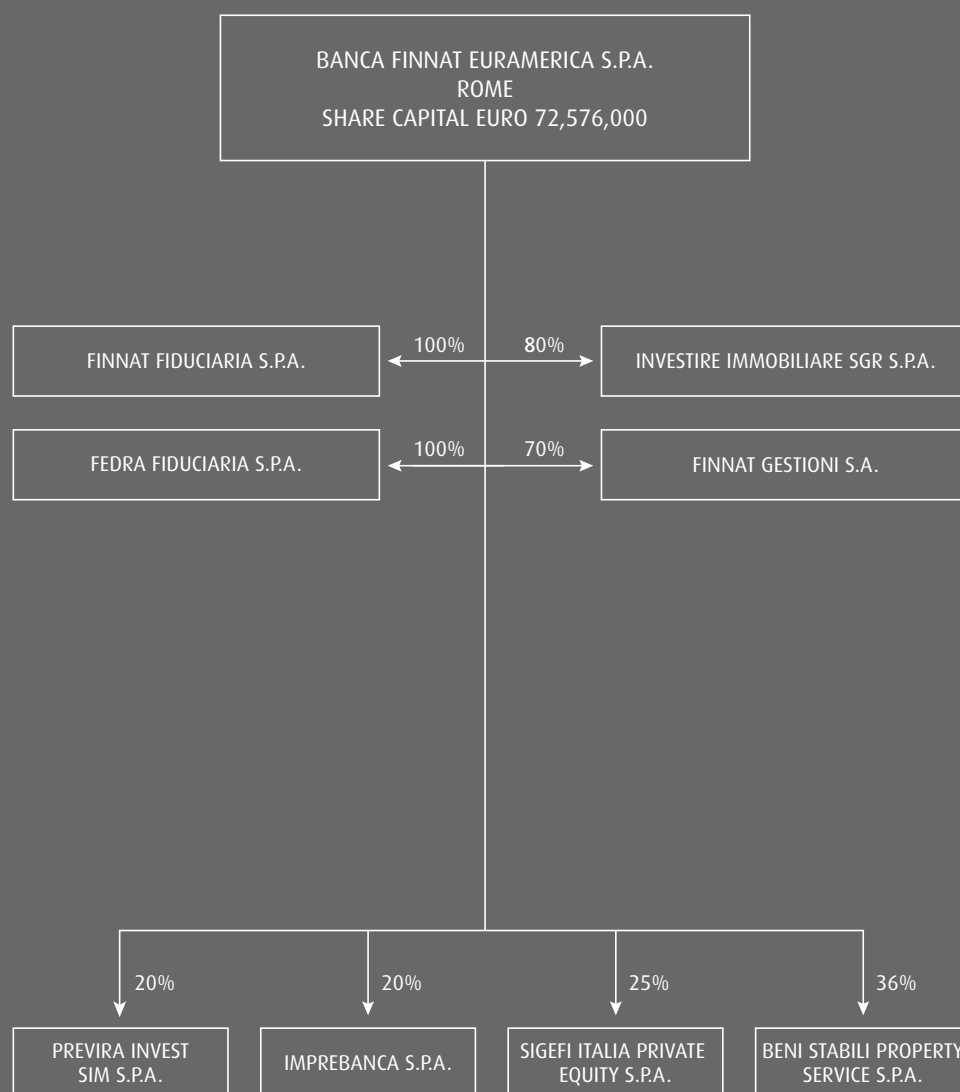 BANCA FINNAT EURAMERICA S.P.A.
ROME
SHARE CAPITAL EURO 72,576,000
FINNAT FIDUCIARIA S.P.A.
100%
80%
INVESTIRE IMMOBILIARE SGR S.P.A.
FEDRA FIDUCIARIA S.P.A.
100%
70%
FINNAT GESTIONI S.A.
20%
20%
25%
36%
PREVIRA INVEST
SIM S.P.A.
IMPREBANCA S.P.A.
SIGEFI ITALIA PRIVATE
EQUITY S.P.A.
BENI STABILI PROPERTY
SERVICE S.P.A.